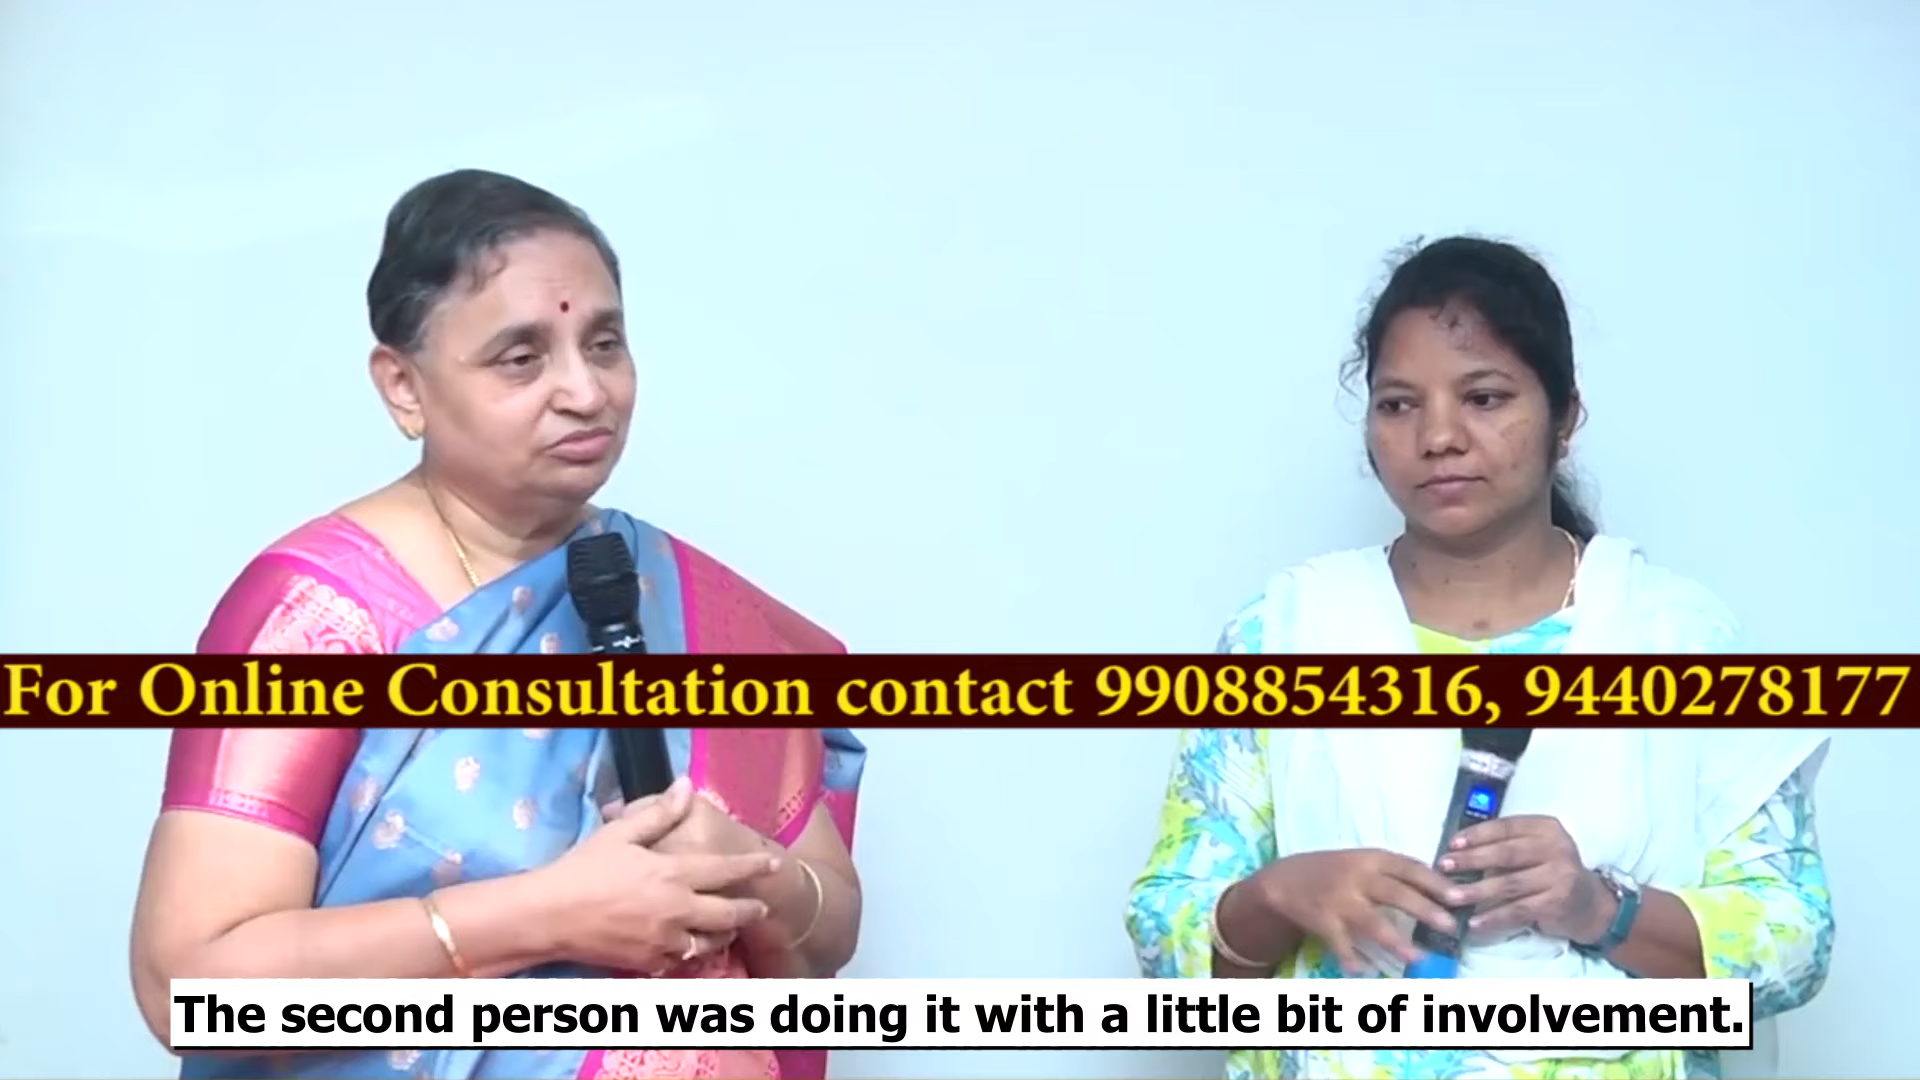 For Online Consultation contact 9908854316, 9440278177
The second person was doing it with a little bit of involvement.